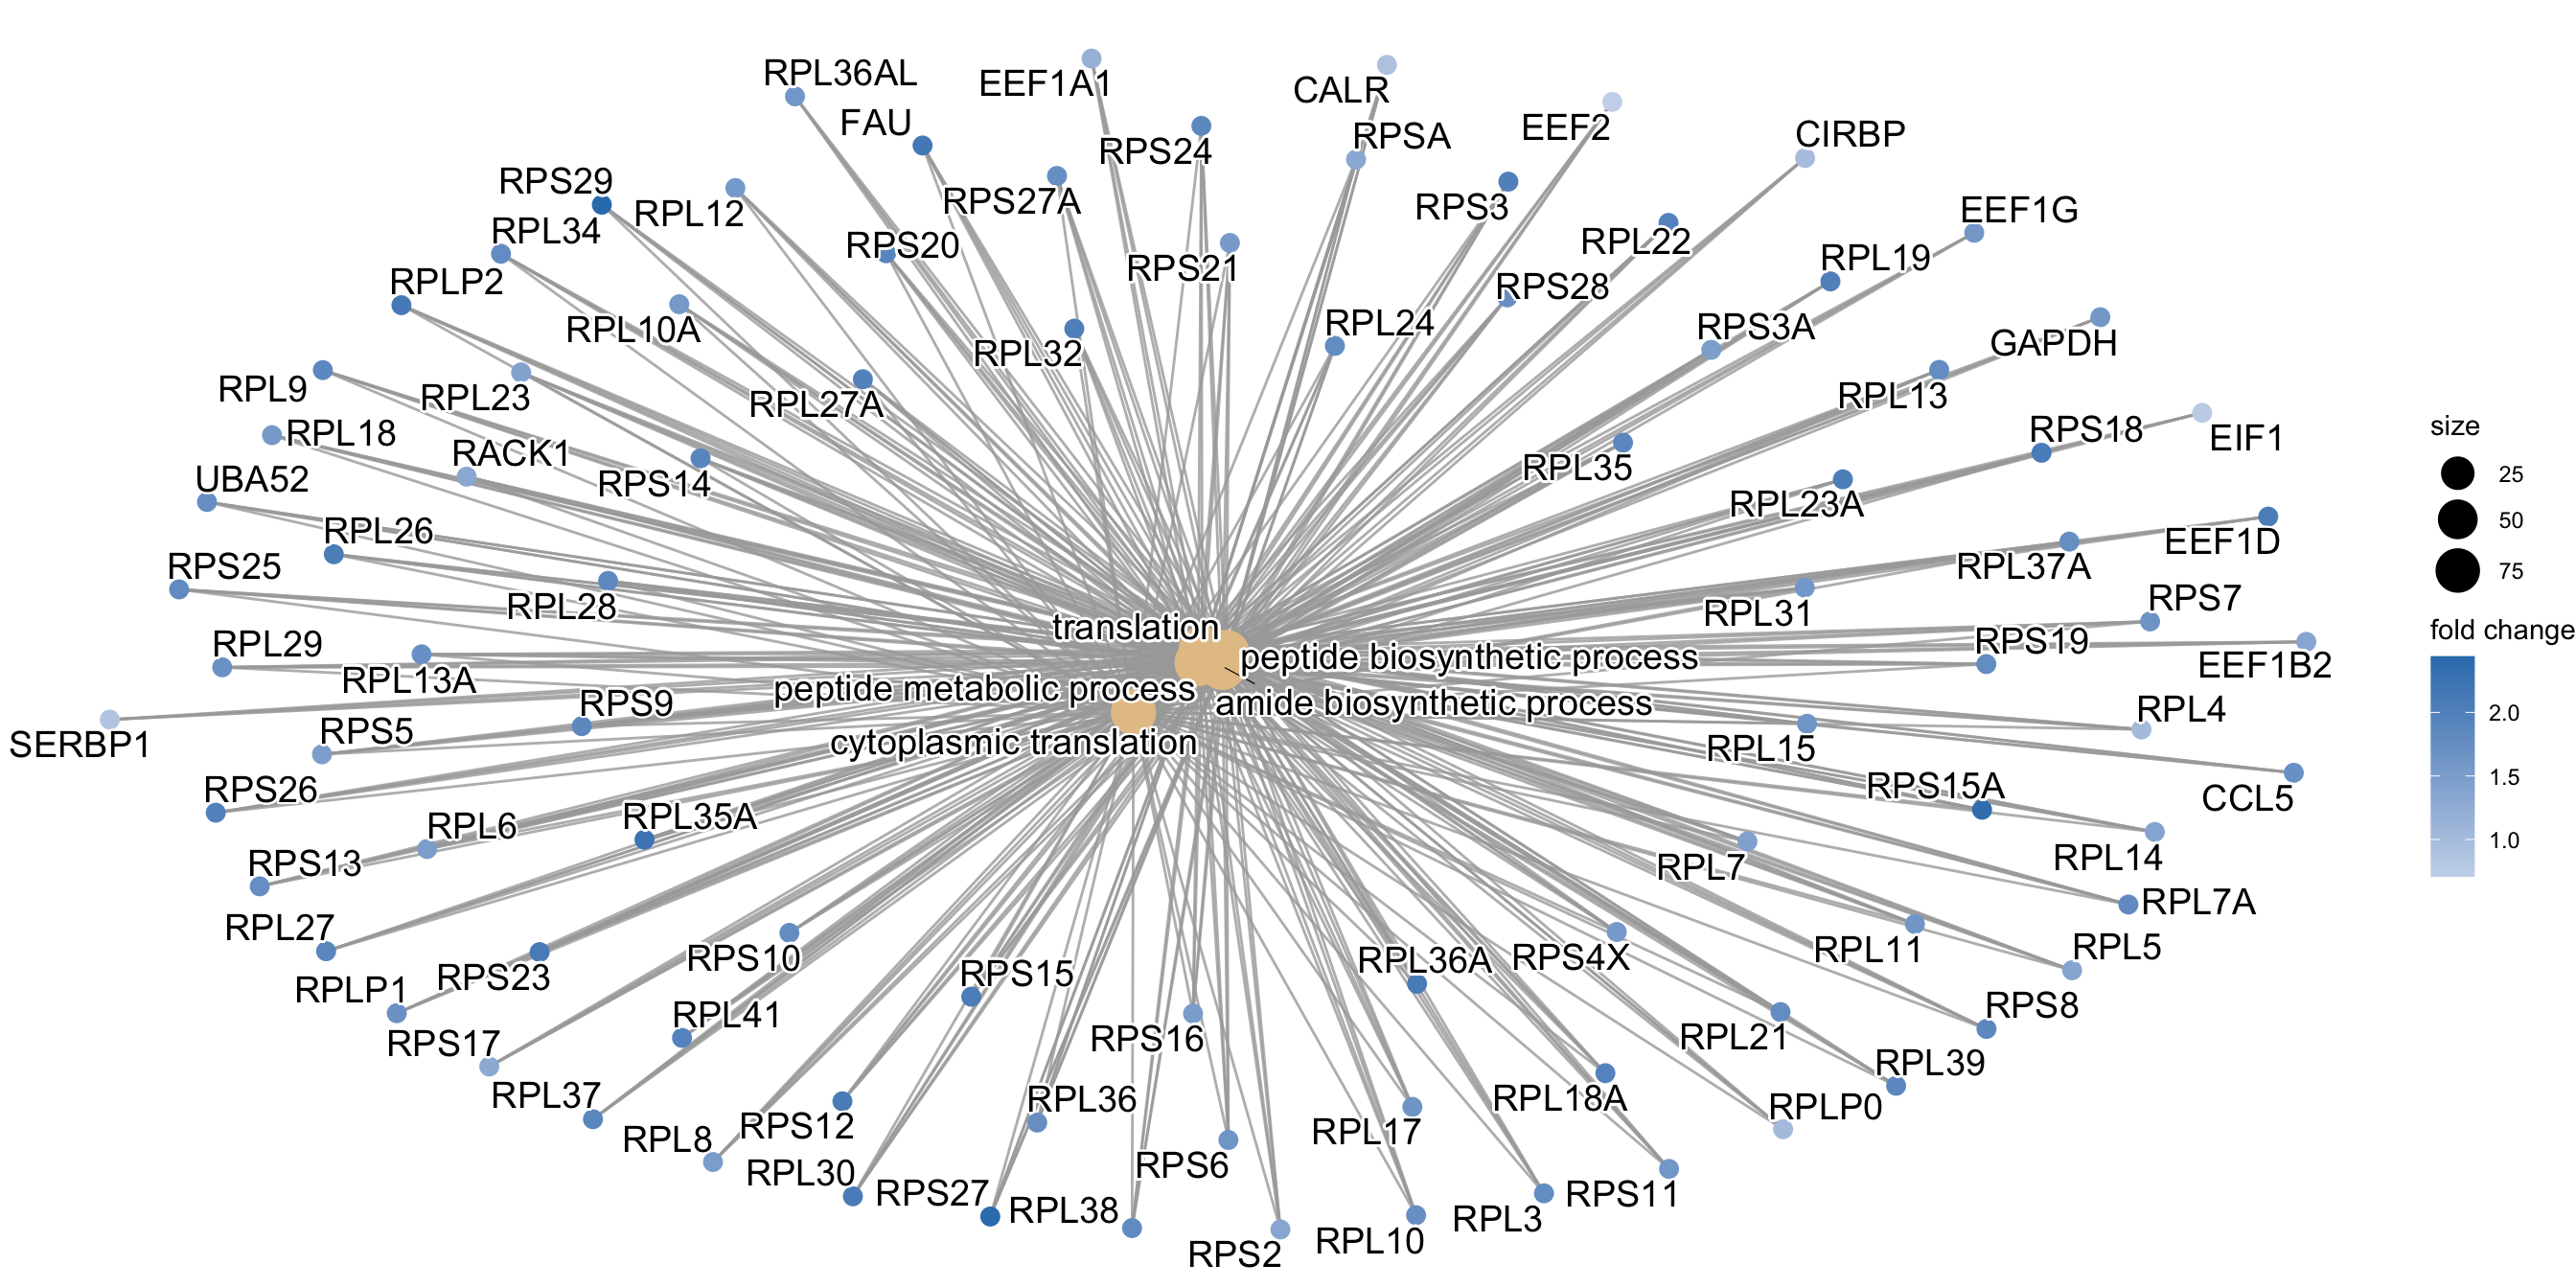 RPL36AL
EEF1A1
CALR
FAU
RPS24
RPSA
EEF2
CIRBP
RPS29
RPL12
RPS27A
RPS3
EEF1G
RPL34
RPS20
RPS21
RPL22
RPL19
RPLP2
RPL10A
RPL32
RPL24
RPS28
RPS3A
GAPDH
RPL9
RPL23
RPL27A
RPL13
RPL18
RACK1
RPS18
EIF1
UBA52
RPS14
RPL35
RPL23A
RPL26
EEF1D
RPS25
RPL28
RPL37A
RPL31
RPS7
translation
RPL29
RPL13A
peptide biosynthetic process
RPS19
EEF1B2
peptide metabolic process
RPS9
amide biosynthetic process
RPL4
SERBP1
RPS5
cytoplasmic translation
RPL15
RPS26
RPS15A
CCL5
RPL6
RPL35A
RPS13
RPL7
RPL14
RPL27
RPL7A
RPS10
RPL36A
RPS4X
RPL11
RPL5
RPLP1
RPS23
RPS15
RPS17
RPL41
RPS16
RPL21
RPS8
RPL37
RPL36
RPL18A
RPL39
RPL8
RPS12
RPL17
RPLP0
RPL30
RPS27
RPL38
RPS6
RPS2
RPL10
RPL3
RPS11
size
25
50
75
fold change
2.0
1.5
1.0